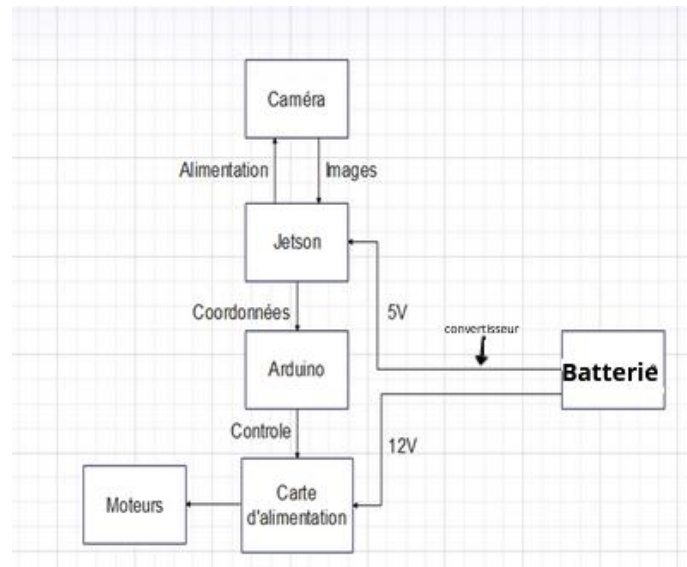 Caméra
Alimentation
Images
Jetson
Coordonnées
5V
convertisseur
Batterie
Arduino
Controle
12V
Moteurs
Carte
d'alimentation